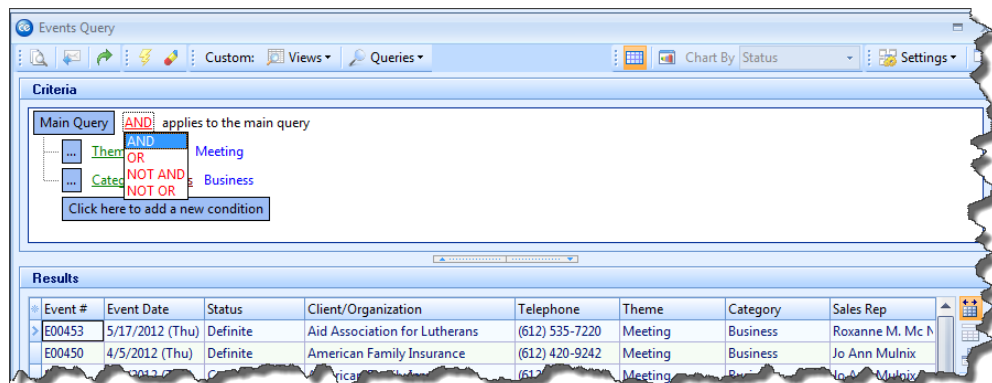 Events Query
Custom: Views Queries Chart By Status Settings
Criteria
Main Query AND applies to the main query
AND
... Them Meeting
OR
NOT AND
... Categ s Business
NOT OR
Click here to add a new condition
Results
Event # Event Date Status Client/Organization Telephone Theme Category Sales Rep
E00453 5/17/2012 (Thu) Definite Aid Association for Lutherans (612) 535-7220 Meeting Business Roxanne M. Mc N
E00450 4/5/2012 (Thu) Definite American Family Insurance (612) 420-9242 Meeting Business Jo Ann Mulnix
Meeting